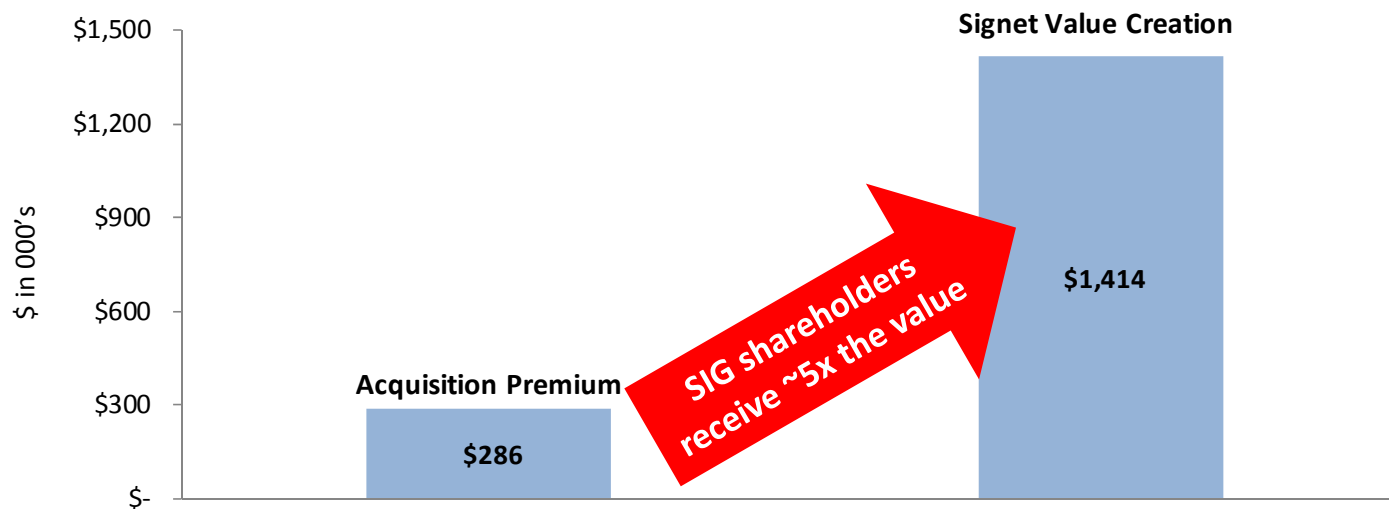 Signet Value Creation
$1,500
$1,200
$900
$600
$300
$-
$ in 000’s
Acquisition Premium
$286
SIG shareholders
receive ~5x the value
$1,414